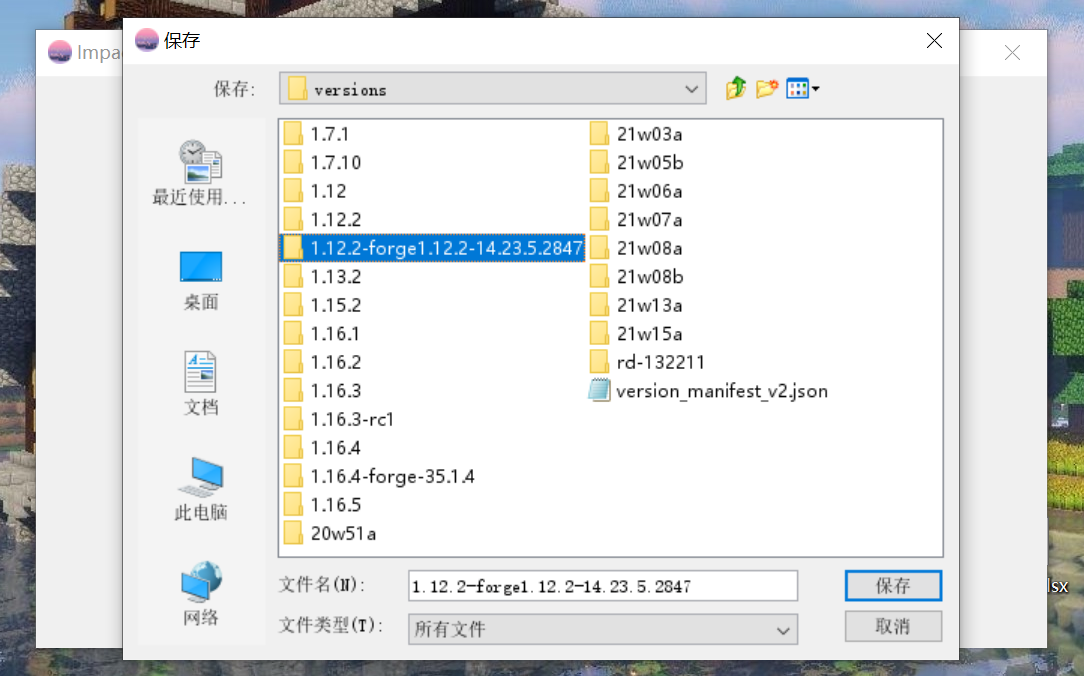 Impa
保存
保存:
versions
最近使用...
桌面
文档
此电脑
网络
1.7.1
1.7.10
1.12
1.12.2
1.12.2-forge1.12.2-14.23.5.2847
1.13.2
1.15.2
1.16.1
1.16.2
1.16.3
1.16.3-rc1
1.16.4
1.16.4-forge-35.1.4
1.16.5
20w51a
21w03a
21w05b
21w06a
21w07a
21w08a
21w08b
21w13a
21w15a
rd-132211
version_manifest_v2.json
文件名(N):
1.12.2-forge1.12.2-14.23.5.2847
保存
文件类型(T):
所有文件
取消
lsx